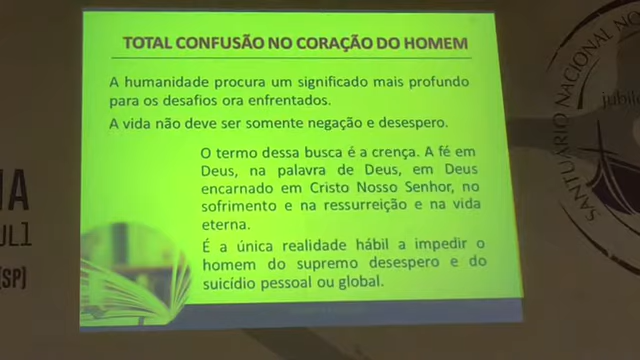 TOTAL CONFUSÃO NO CORAÇÃO DO HOMEM
A humanidade procura um significado mais profundo
para os desafios ora enfrentados.
A vida não deve ser somente negação e desespero.
O termo dessa busca é a crença. A fé em
Deus, na palavra de Deus, em Deus
encarnado em Cristo Nosso Senhor, no
sofrimento e na ressurreição e na vida
eterna.
É a única realidade hábil a impedir o
homem do supremo desespero e do
suicídio pessoal ou global.
(SP)
SANTUÁRIO NACIONAL NO